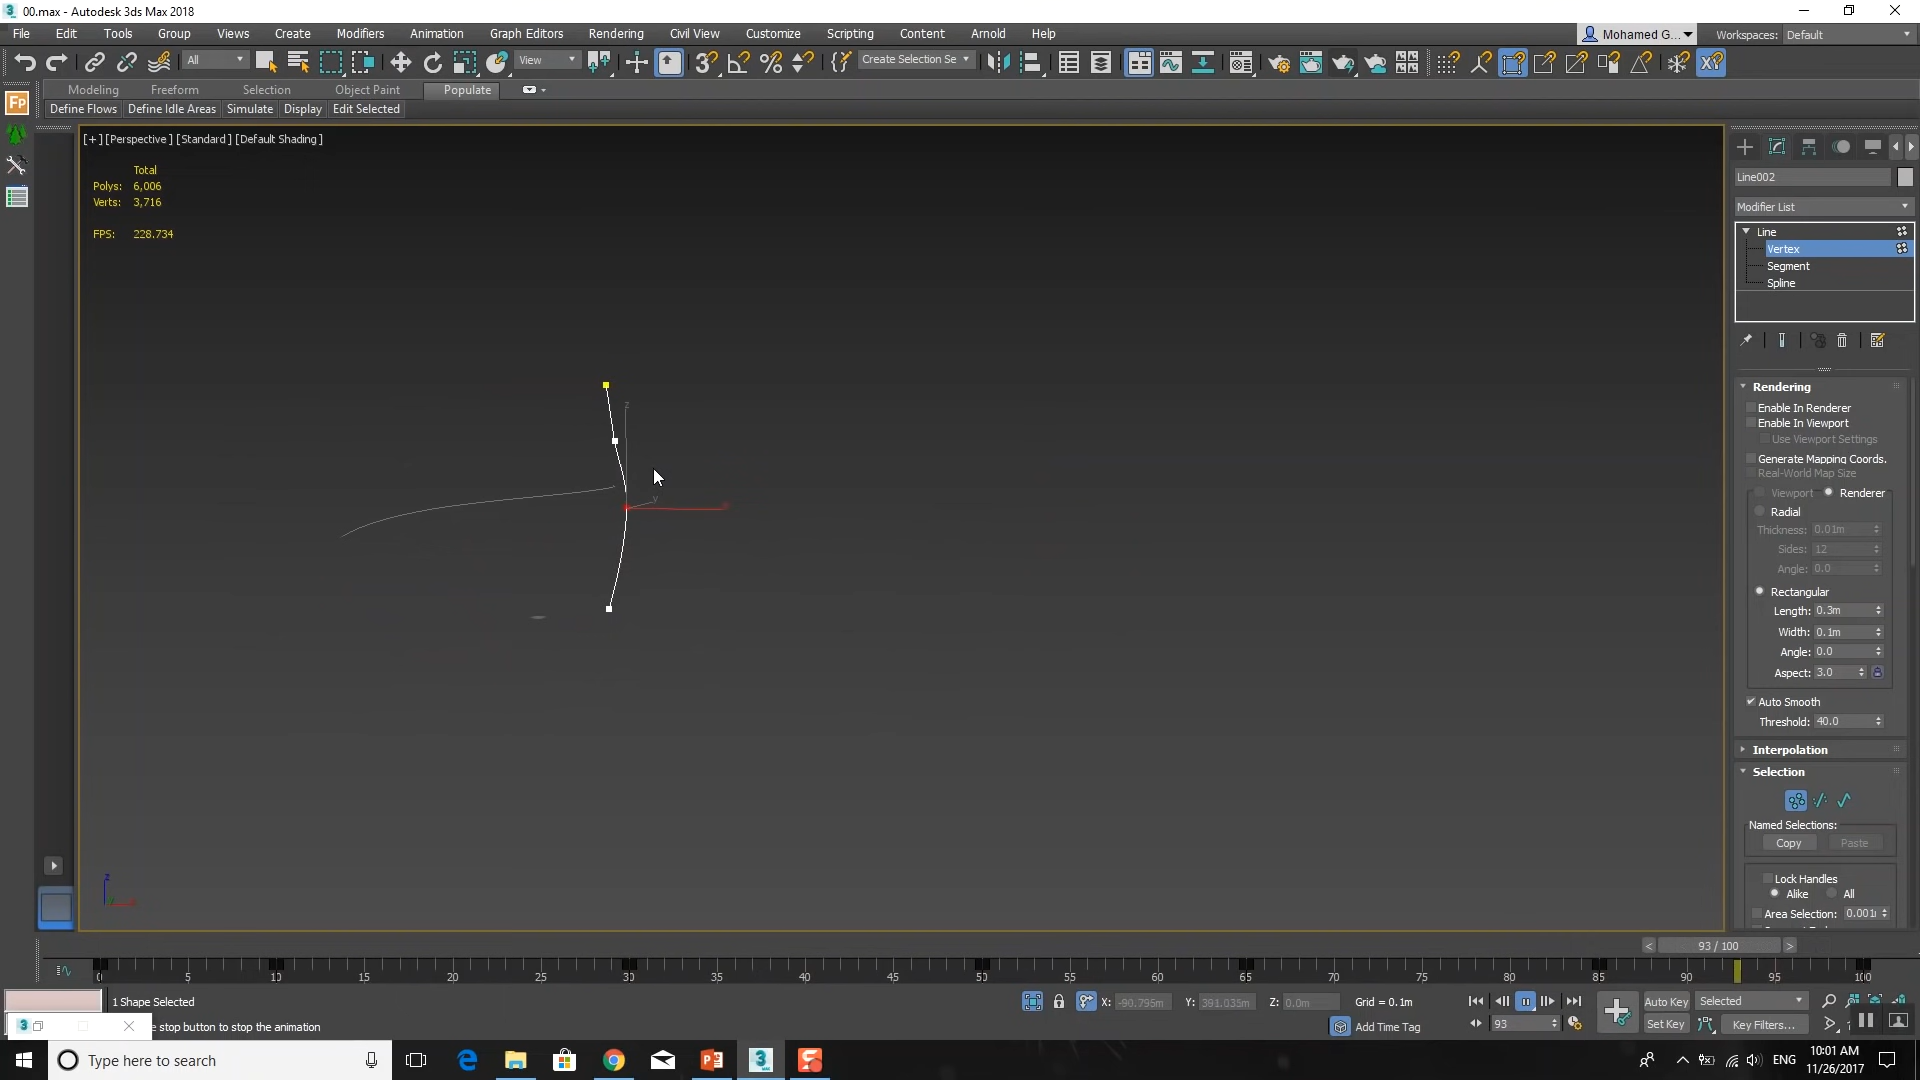 00.max - Autodesk 3ds Max 2018
File Edit Tools Group Views Create Modifiers Animation Graph Editors Rendering Civil View Customize Scripting Content Arnold Help
Mohamed G...
Workspaces: Default
All
View
Create Selection Se
Modeling Freeform Selection Object Paint Populate
Define Flows Define Idle Areas Simulate Display Edit Selected
[+] [Perspective] [Standard] [Default Shading]
Total
Polys: 6,006
Verts: 3,716
FPS: 228.734
Line002
Modifier List
Line
Vertex
Segment
Spline
Rendering
Enable In Renderer
Enable In Viewport
Use Viewport Settings
Generate Mapping Coords.
Real-World Map Size
Viewport Renderer
Radial
Thickness: 0.01m
Sides: 12
Angle: 0.0
Rectangular
Length: 0.3m
Width: 0.1m
Angle: 0.0
Aspect: 3.0
Auto Smooth
Threshold: 40.0
Interpolation
Selection
Named Selections:
Copy Paste
Lock Handles
Alike All
Area Selection:
z
y
z
93 / 100
0 5 10 15 20 25 30 35 40 45 50 55 60 65 70 75 80 85 90 95 100
1 Shape Selected
X: -90.795m Y: 391.035m Z: 0.0m Grid = 0.1m
Auto Key Selected
e stop button to stop the animation
Add Time Tag
93
Set Key Key Filters...
Type here to search
ENG
10:01 AM
11/26/2017